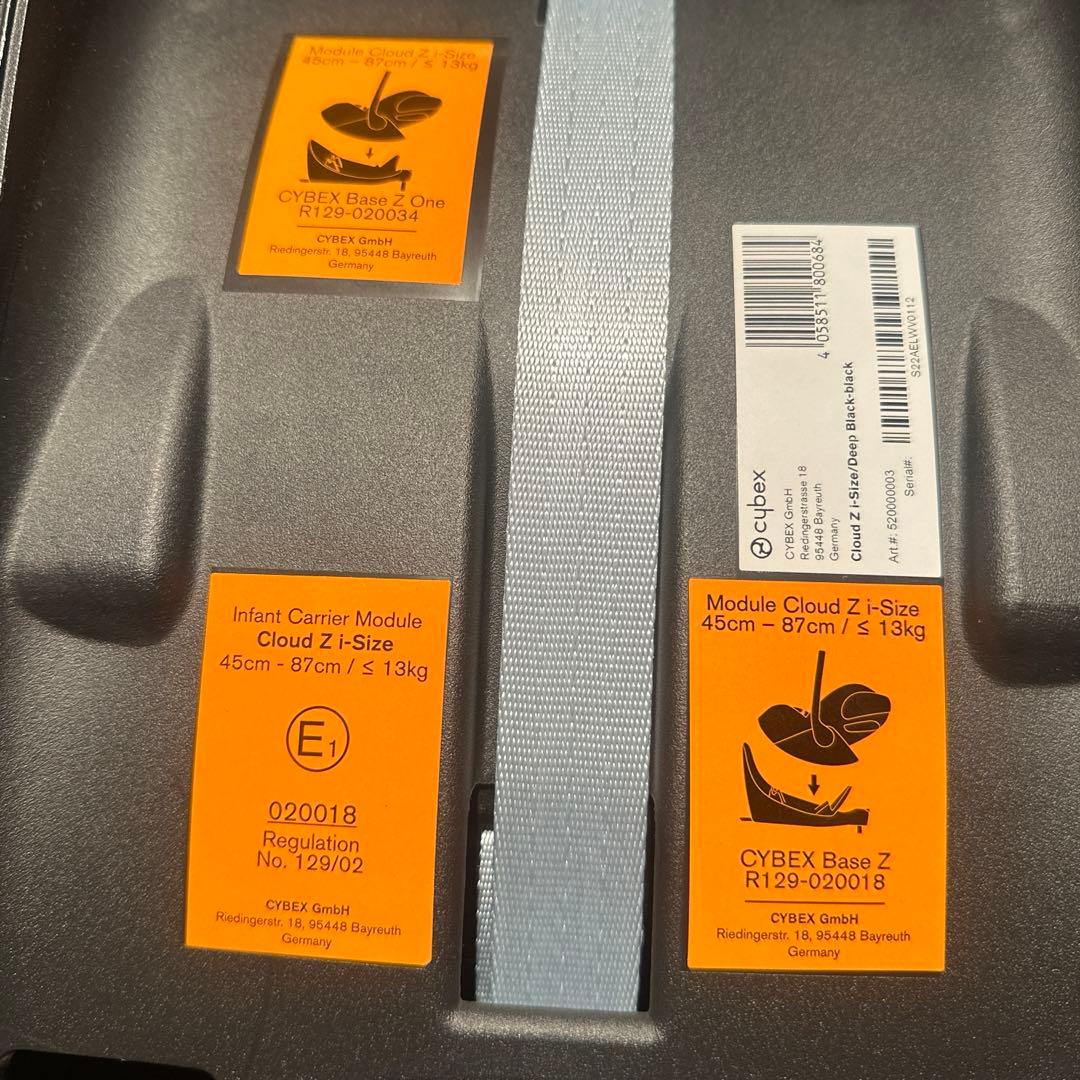 Module Cloud Z i-Size
45cm – 87cm / ≤ 13kg
CYBEX Base Z One
R129-020034
CYBEX GmbH
Riedingerstr. 18, 95448 Bayreuth
Germany
4 058511 800684
cybex
CYBEX GmbH
Riedingerstrasse 18
95448 Bayreuth
Germany
Cloud Z i-Size/Deep Black-black
Art.#: 520000003
Serial#:
S22AELWV0112
Infant Carrier Module
Cloud Z i-Size
45cm - 87cm / ≤ 13kg
E1
020018
Regulation
No. 129/02
CYBEX GmbH
Riedingerstr. 18, 95448 Bayreuth
Germany
Module Cloud Z i-Size
45cm – 87cm / ≤ 13kg
CYBEX Base Z
R129-020018
CYBEX GmbH
Riedingerstr. 18, 95448 Bayreuth
Germany